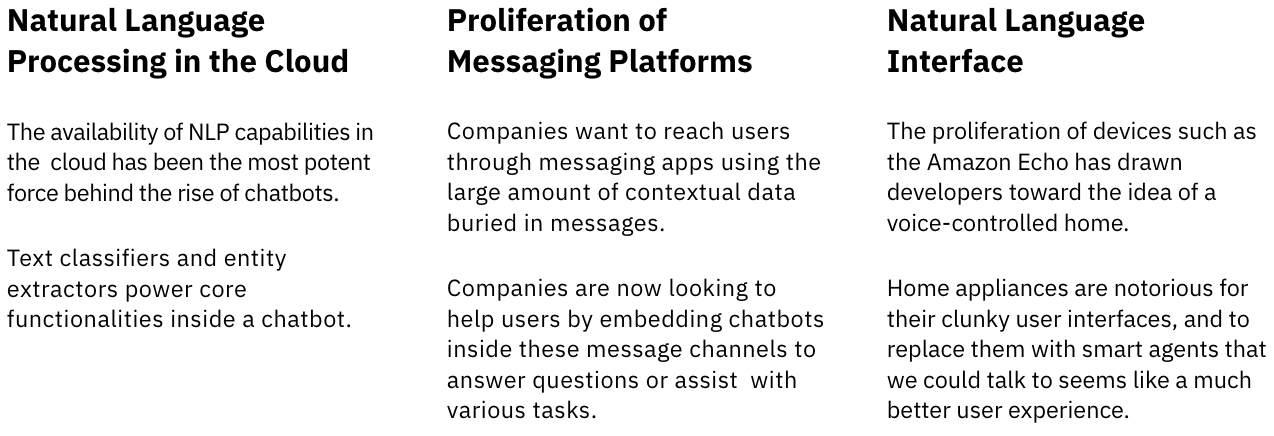 Natural Language
Processing in the Cloud
The availability of NLP capabilities in
the  cloud has been the most potent
force behind the rise of chatbots.
Text classifiers and entity
extractors power core
functionalities inside a chatbot.
Proliferation of
Messaging Platforms
Companies want to reach users
through messaging apps using the
large amount of contextual data
buried in messages.
Companies are now looking to
help users by embedding chatbots
inside these message channels to
answer questions or assist  with
various tasks.
Natural Language
Interface
The proliferation of devices such as
the Amazon Echo has drawn
developers toward the idea of a
voice-controlled home.
Home appliances are notorious for
their clunky user interfaces, and to
replace them with smart agents that
we could talk to seems like a much
better user experience.